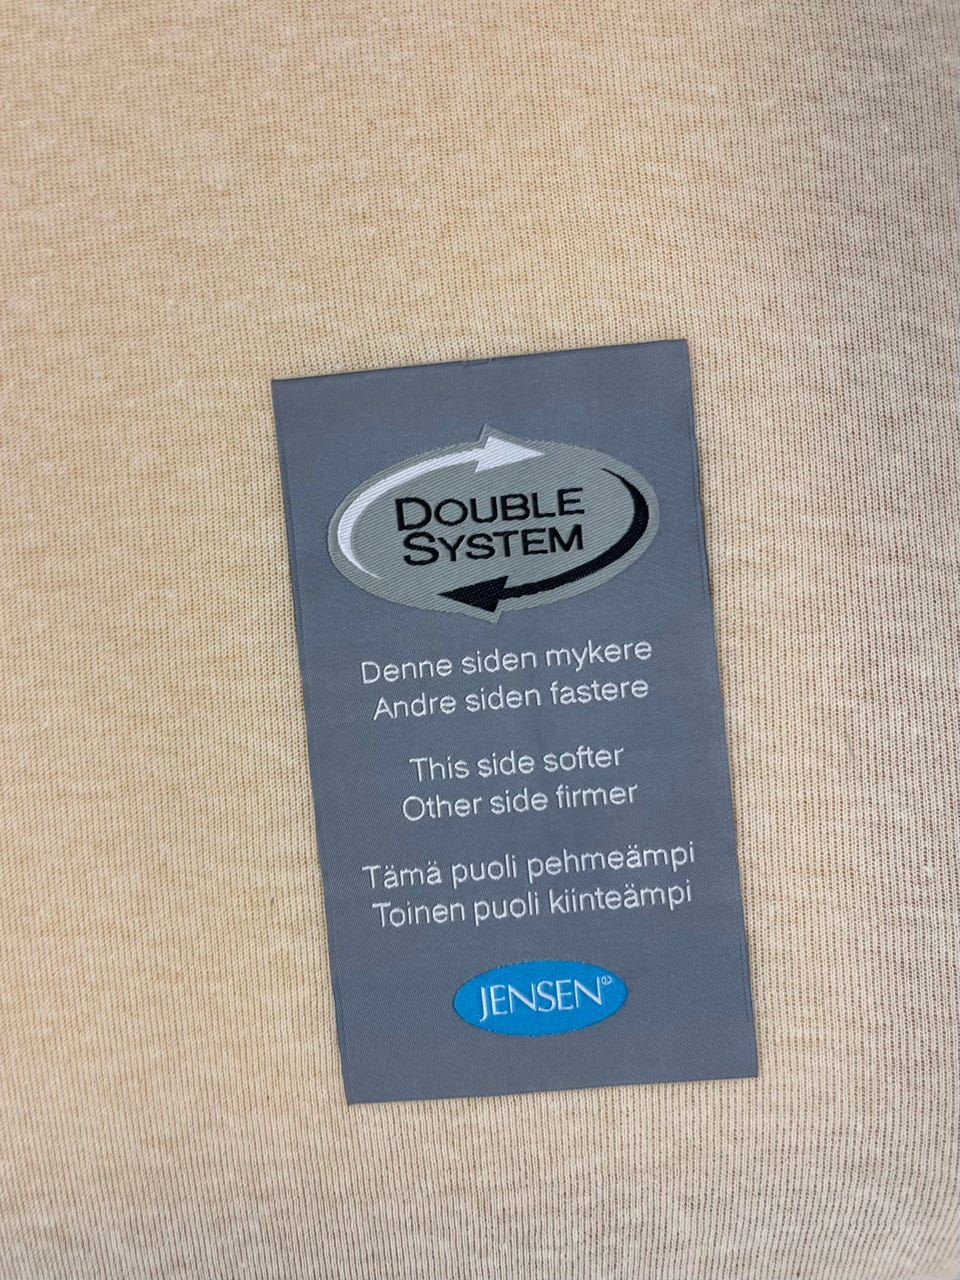 DOUBLE
SYSTEM
Denne siden mykere
Andre siden fastere
This side softer
Other side firmer
Tämä puoli pehmeämpi
Toinen puoli kiinteämpi
JENSEN®